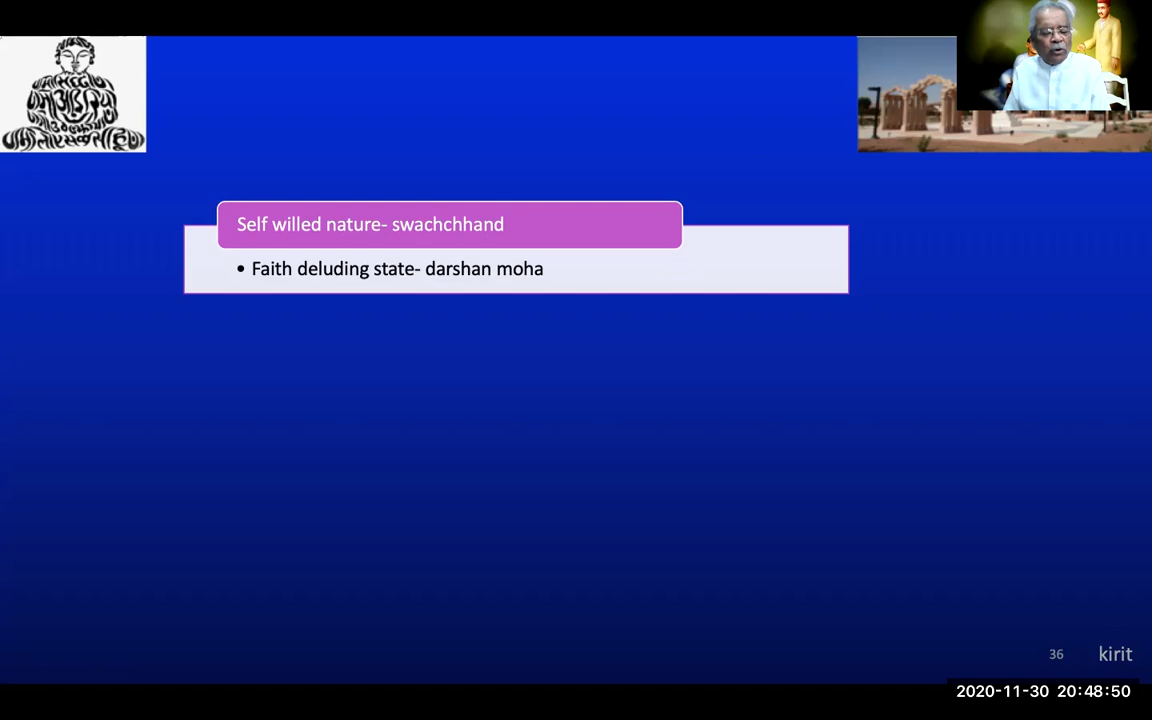 Self willed nature- swachchhand
• Faith deluding state- darshan moha
36
kirit
2020-11-30 20:48:50